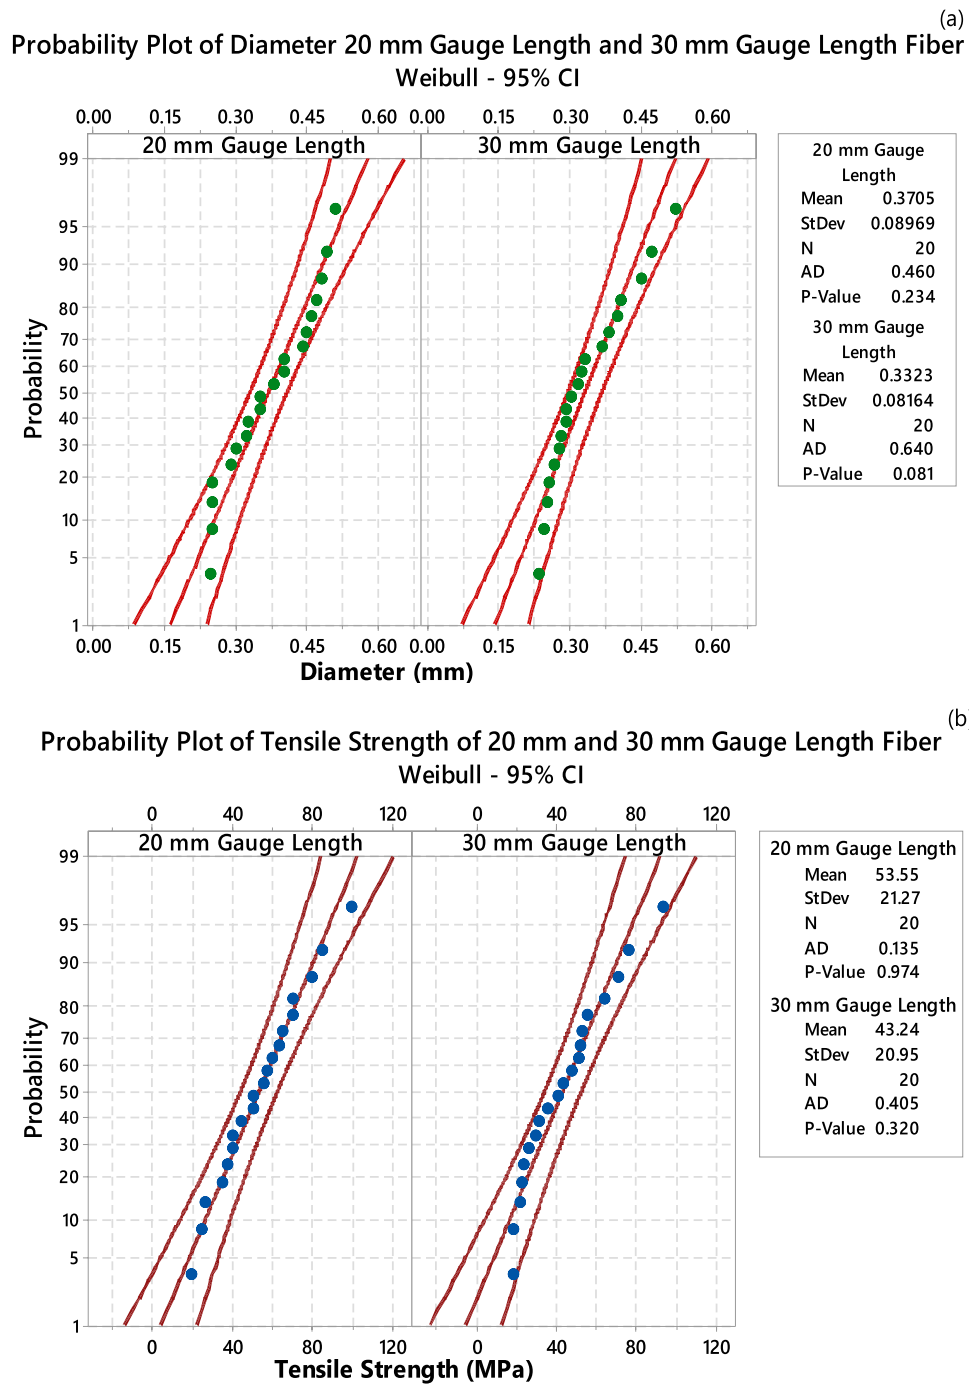 (a)
Probability Plot of Diameter 20 mm Gauge Length and 30 mm Gauge Length Fiber
Weibull - 95% CI
0.00 0.15 0.30 0.45 0.60 0.00 0.15 0.30 0.45 0.60
20 mm Gauge Length 30 mm Gauge Length
99
95
90
80
70
60
50
40
30
20
10
5
1
Probability
0.00 0.15 0.30 0.45 0.60 0.00 0.15 0.30 0.45 0.60
Diameter (mm)
20 mm Gauge
Length
Mean 0.3705
StDev 0.08969
N 20
AD 0.460
P-Value 0.234
30 mm Gauge
Length
Mean 0.3323
StDev 0.08164
N 20
AD 0.640
P-Value 0.081
(b)
Probability Plot of Tensile Strength of 20 mm and 30 mm Gauge Length Fiber
Weibull - 95% CI
0 40 80 120 0 40 80 120
20 mm Gauge Length 30 mm Gauge Length
99
95
90
80
70
60
50
40
30
20
10
5
1
Probability
0 40 80 120 0 40 80 120
Tensile Strength (MPa)
20 mm Gauge Length
Mean 53.55
StDev 21.27
N 20
AD 0.135
P-Value 0.974
30 mm Gauge Length
Mean 43.24
StDev 20.95
N 20
AD 0.405
P-Value 0.320